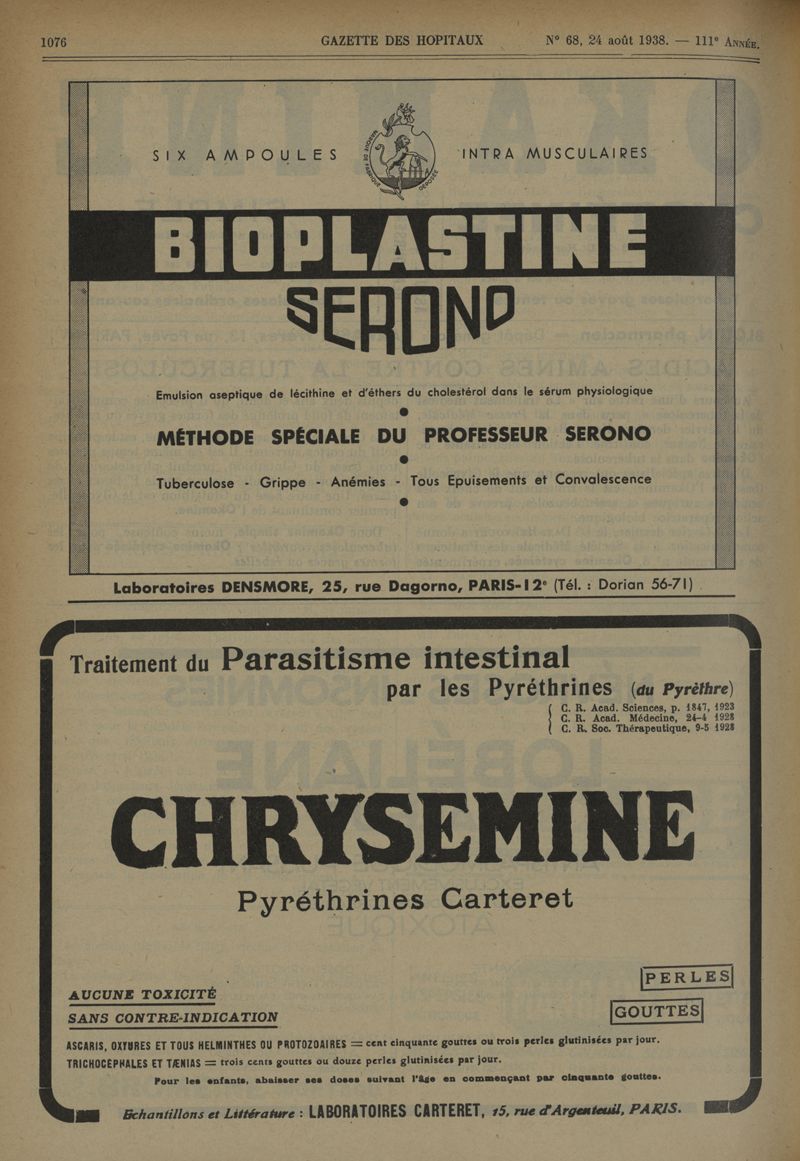 1076
GAZETTE DES HOPITAUX
N° 68, 24 août 1938. — 111e ANNÉE.
SIX AMPOULES
INTRA MUSCULAIRES
MARQUE DE FABRIQUE
DÉPOSÉE
BIOPLASTINE
SERONO
Emulsion aseptique de lécithine et d'éthers du cholestérol dans le sérum physiologique
MÉTHODE SPÉCIALE DU PROFESSEUR SERONO
Tuberculose - Grippe - Anémies - Tous Epuisements et Convalescence
Laboratoires DENSMORE, 25, rue Dagorno, PARIS-12e (Tél. : Dorian 56-71)
Traitement du Parasitisme intestinal
par les Pyréthrines (du Pyrèthre)
C. R. Acad. Sciences, p. 1847, 1923
C. R. Acad. Médecine, 24-4 1928
C. R. Soc. Thérapeutique, 9-5 1928
CHRYSEMINE
Pyréthrines Carteret
PERLES
AUCUNE TOXICITÉ
GOUTTES
SANS CONTRE-INDICATION
ASCARIS, OXYURES ET TOUS HELMINTHES OU PROTOZOAIRES = cent cinquante gouttes ou trois perles glutinisées par jour.
TRICHOCEPHALES ET TÆNIAS = trois cents gouttes ou douze perles glutinisées par jour.
Pour les enfants, abaisser ses doses suivant l'âge en commençant par cinquante gouttes.
Echantillons et Littérature : LABORATOIRES CARTERET, 15, rue d'Argenteuil, PARIS.